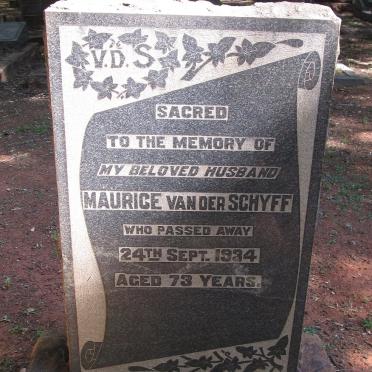 V.D.S
SACRED
TO THE MEMORY OF
MY BELOVED HUSBAND
MAURICE VAN DER SCHYFF
WHO PASSED AWAY
24TH SEPT. 1934
AGED 73 YEARS.